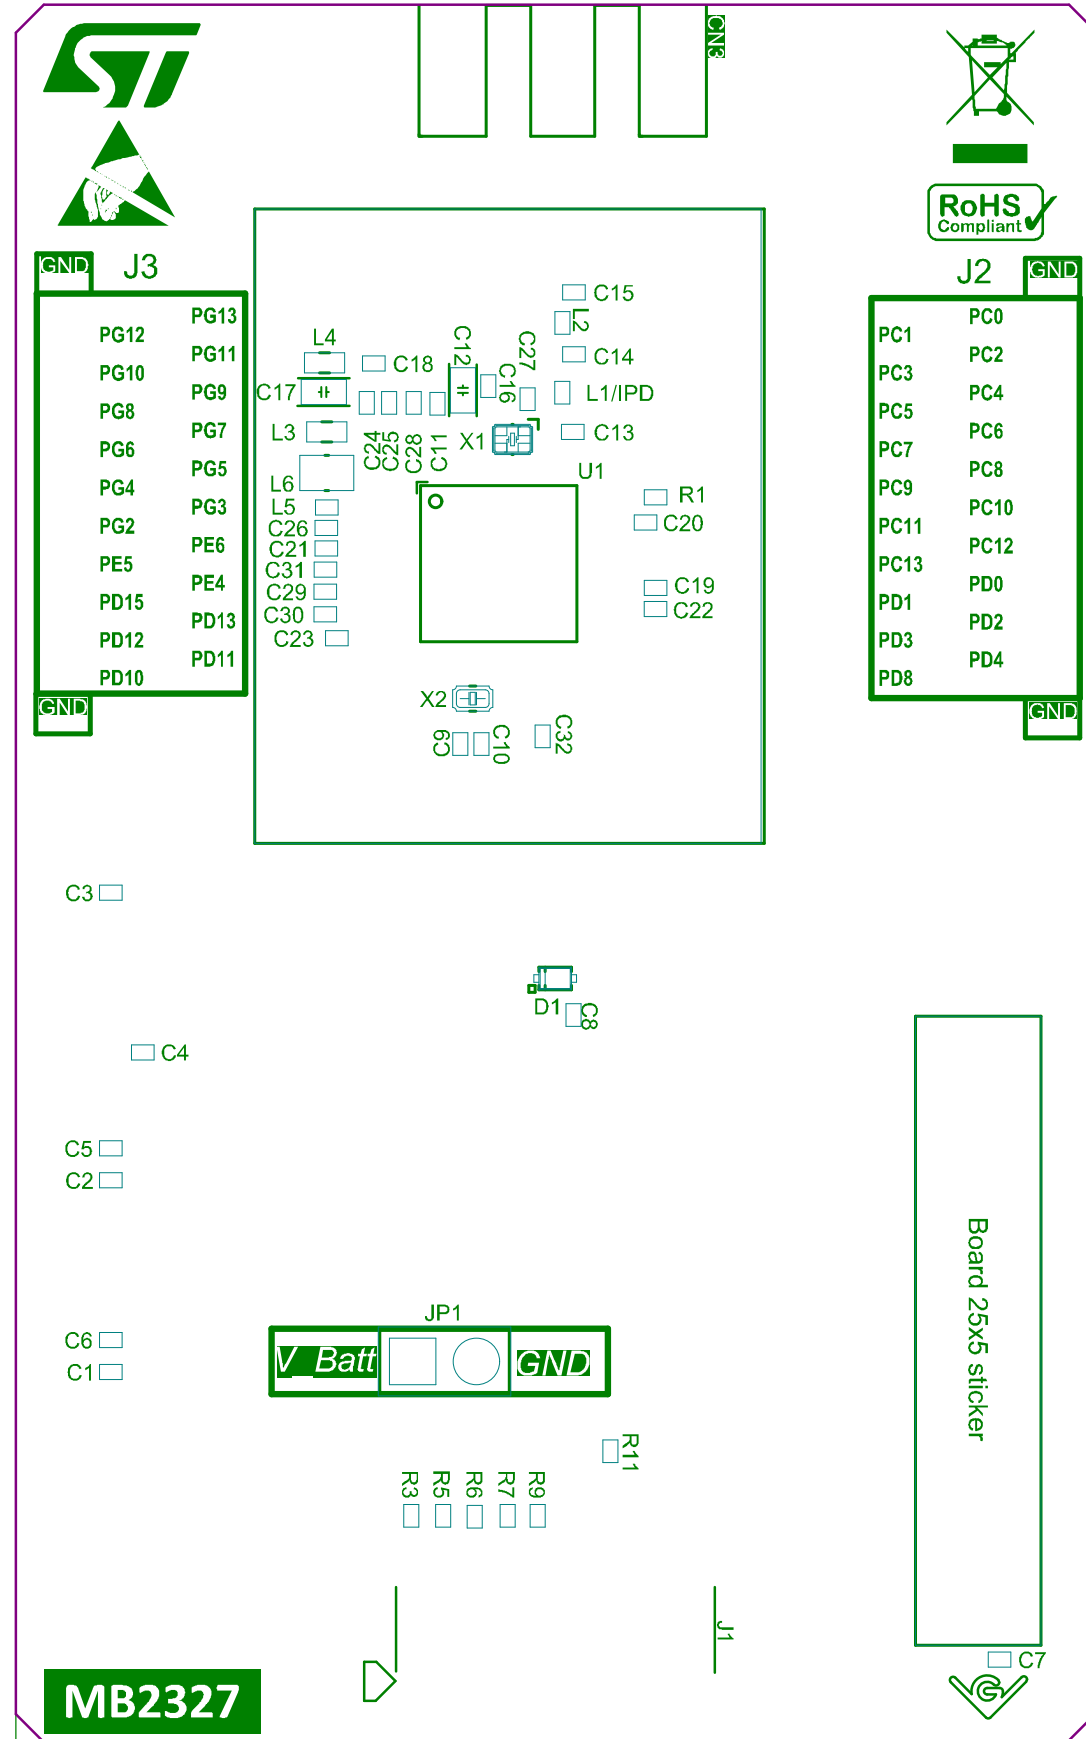 ST
CN3
RoHS
Compliant
GND
J3
J2
GND
PG13
PG12
PG11
PG10
PG9
PG8
PG7
PG6
PG5
PG4
PG3
PG2
PE6
PE5
PE4
PD15
PD13
PD12
PD11
PD10
GND
PC0
PC1
PC2
PC3
PC4
PC5
PC6
PC7
PC8
PC9
PC10
PC11
PC12
PC13
PD0
PD1
PD2
PD3
PD4
PD8
GND
C15
L2
L4
C12
C27
C14
C18
C16
C17
L1/IPD
L3
C24
C25
C28
C11
X1
C13
U1
L6
L5
R1
C26
C20
C21
C31
C29
C19
C30
C22
C23
X2
C9
C10
C32
C3
D1
C8
C4
C5
C2
Board 25x5 sticker
JP1
C6
V_Batt
GND
C1
R11
R3
R5
R6
R7
R9
J1
C7
MB2327